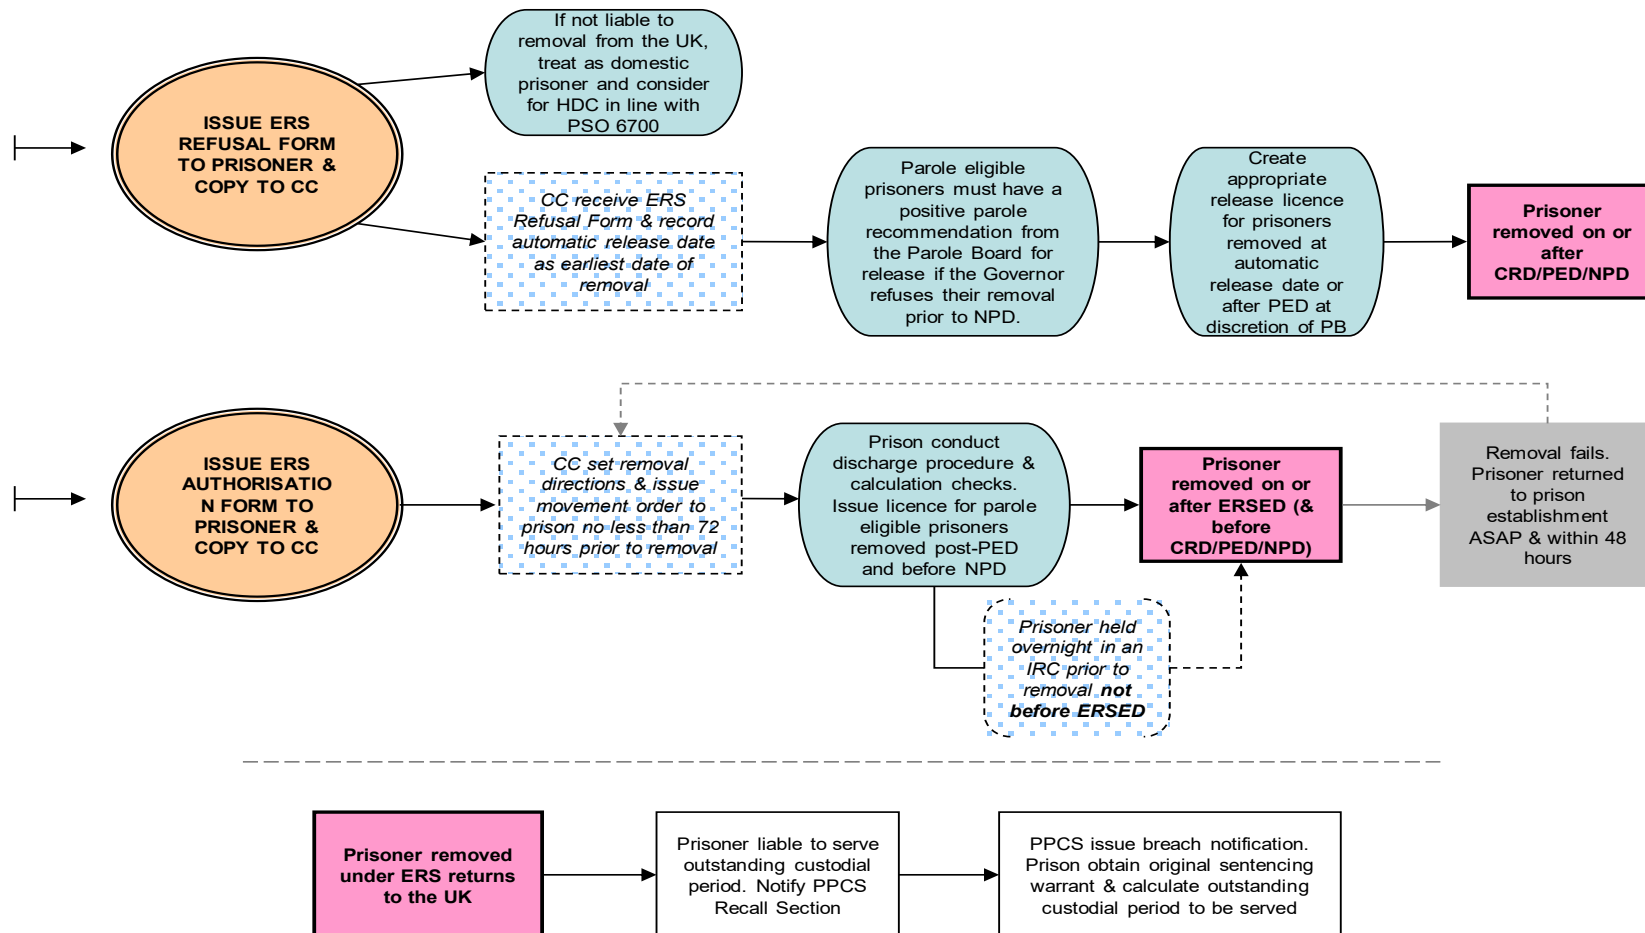 If not liable to
removal from the UK,
treat as domestic
prisoner and consider
for HDC in line with
PSO 6700
ISSUE ERS
REFUSAL FORM
TO PRISONER &
COPY TO CC
CC receive ERS
Refusal Form & record
automatic release date
as earliest date of
removal
Parole eligible
prisoners must have a
positive parole
recommendation from
the Parole Board for
release if the Governor
refuses their removal
prior to NPD.
Create
appropriate
release licence
for prisoners
removed at
automatic
release date or
after PED at
discretion of PB
Prisoner
removed on or
after
CRD/PED/NPD
ISSUE ERS
AUTHORISATIO
N FORM TO
PRISONER &
COPY TO CC
CC set removal
directions & issue
movement order to
prison no less than 72
hours prior to removal
Prison conduct
discharge procedure &
calculation checks.
Issue licence for parole
eligible prisoners
removed post-PED
and before NPD
Prisoner
removed on or
after ERSED (&
before
CRD/PED/NPD)
Removal fails.
Prisoner returned
to prison
establishment
ASAP & within 48
hours
Prisoner held
overnight in an
IRC prior to
removal not
before ERSED
Prisoner removed
under ERS returns
to the UK
Prisoner liable to serve
outstanding custodial
period. Notify PPCS
Recall Section
PPCS issue breach notification.
Prison obtain original sentencing
warrant & calculate outstanding
custodial period to be served